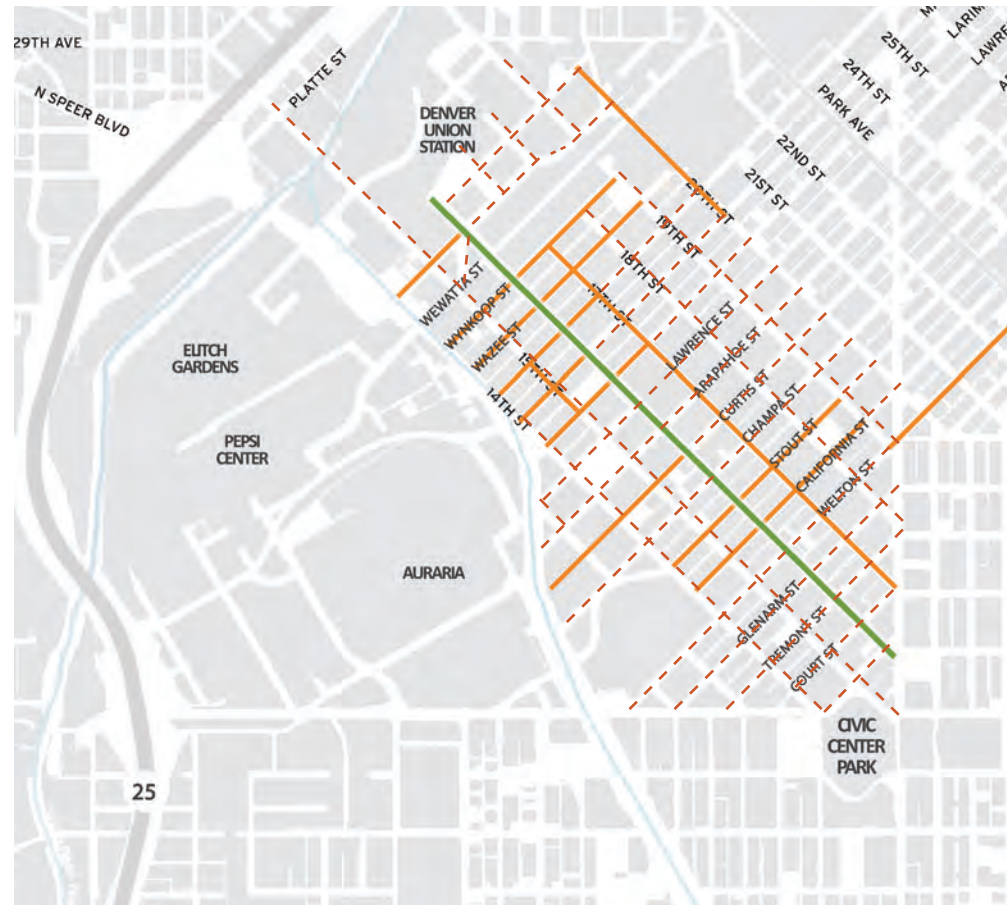 29TH AVE
N SPEER BLVD
PLATTE ST
DENVER
UNION
STATION
25TH ST
24TH ST
PARK AVE
22ND ST
21ST ST
20TH ST
19TH ST
18TH ST
17TH ST
15TH ST
14TH ST
WEWATTA ST
WYNKOOP ST
WAZEE ST
LAWRENCE ST
ARAPAHOE ST
CURTIS ST
CHAMPA ST
STOUT ST
CALIFORNIA ST
WELTON ST
GLENARM ST
TREMONT ST
COURT ST
ELITCH
GARDENS
PEPSI
CENTER
AURARIA
CIVIC
CENTER
PARK
25